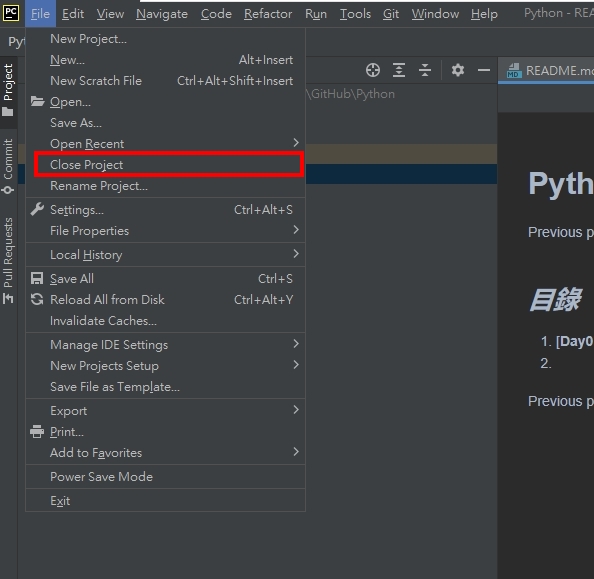 PC File Edit View Navigate Code Refactor Run Tools Git Window Help Python - REA
Py
New Project...
New... Alt+Insert
New Scratch File Ctrl+Alt+Shift+Insert
Open...
Save As...
Open Recent
Close Project
Rename Project...
Settings... Ctrl+Alt+S
File Properties
Local History
Save All Ctrl+S
Reload All from Disk Ctrl+Alt+Y
Invalidate Caches...
Manage IDE Settings
New Projects Setup
Save File as Template...
Export
Print...
Add to Favorites
Power Save Mode
Exit
Project
Commit
Pull Requests
\GitHub\Python
MD README.md
Pyth
Previous p
目錄
1. [Day0
2.
Previous p